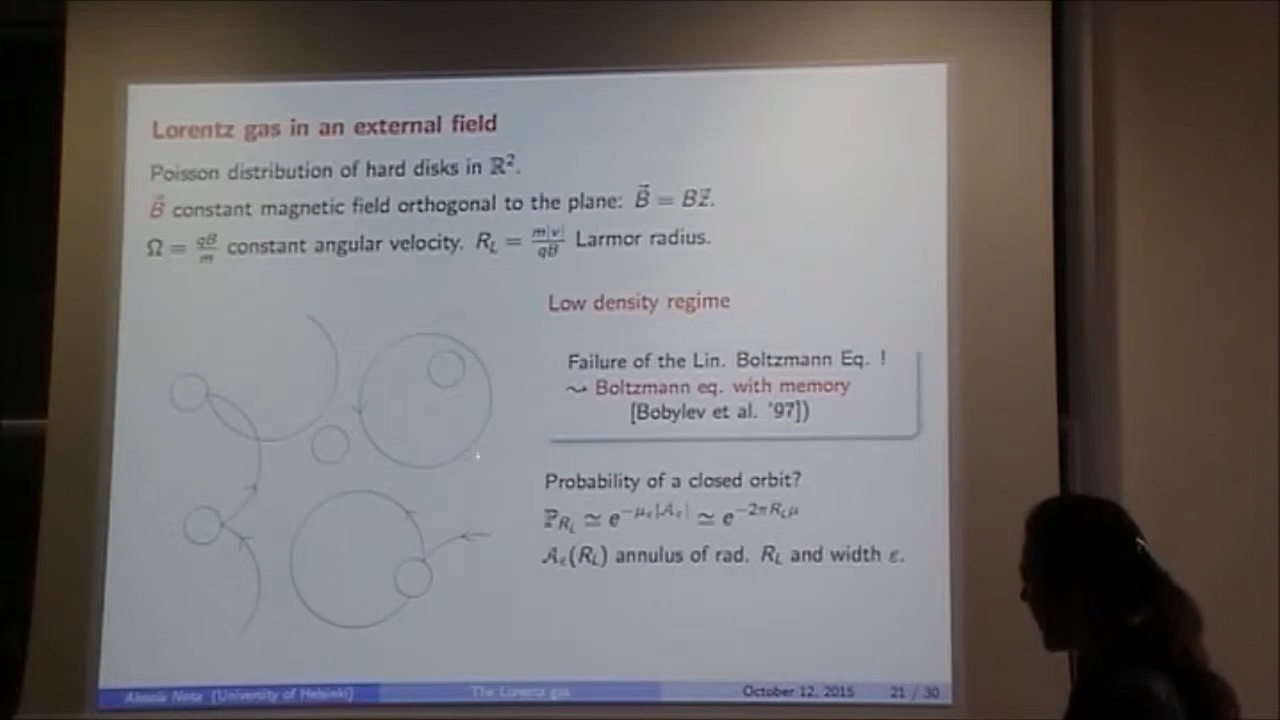 Lorentz gas in an external field
Poisson distribution of hard disks in ℝ².
B⃗ constant magnetic field orthogonal to the plane: B⃗ = Bz⃗.
Ω = qB/m constant angular velocity. R_L = m|v|/qB Larmor radius.
Low density regime
Failure of the Lin. Boltzmann Eq. !
⇝ Boltzmann eq. with memory
[Bobylev et al. '97])
Probability of a closed orbit?
ℙ_{R_L} ≃ e^{-μ_ε|𝒜_ε|} ≃ e^{-2πR_Lμ}
𝒜_ε(R_L) annulus of rad. R_L and width ε.
Alessia Nota (University of Helsinki) The Lorentz gas October 12, 2015 21 / 30